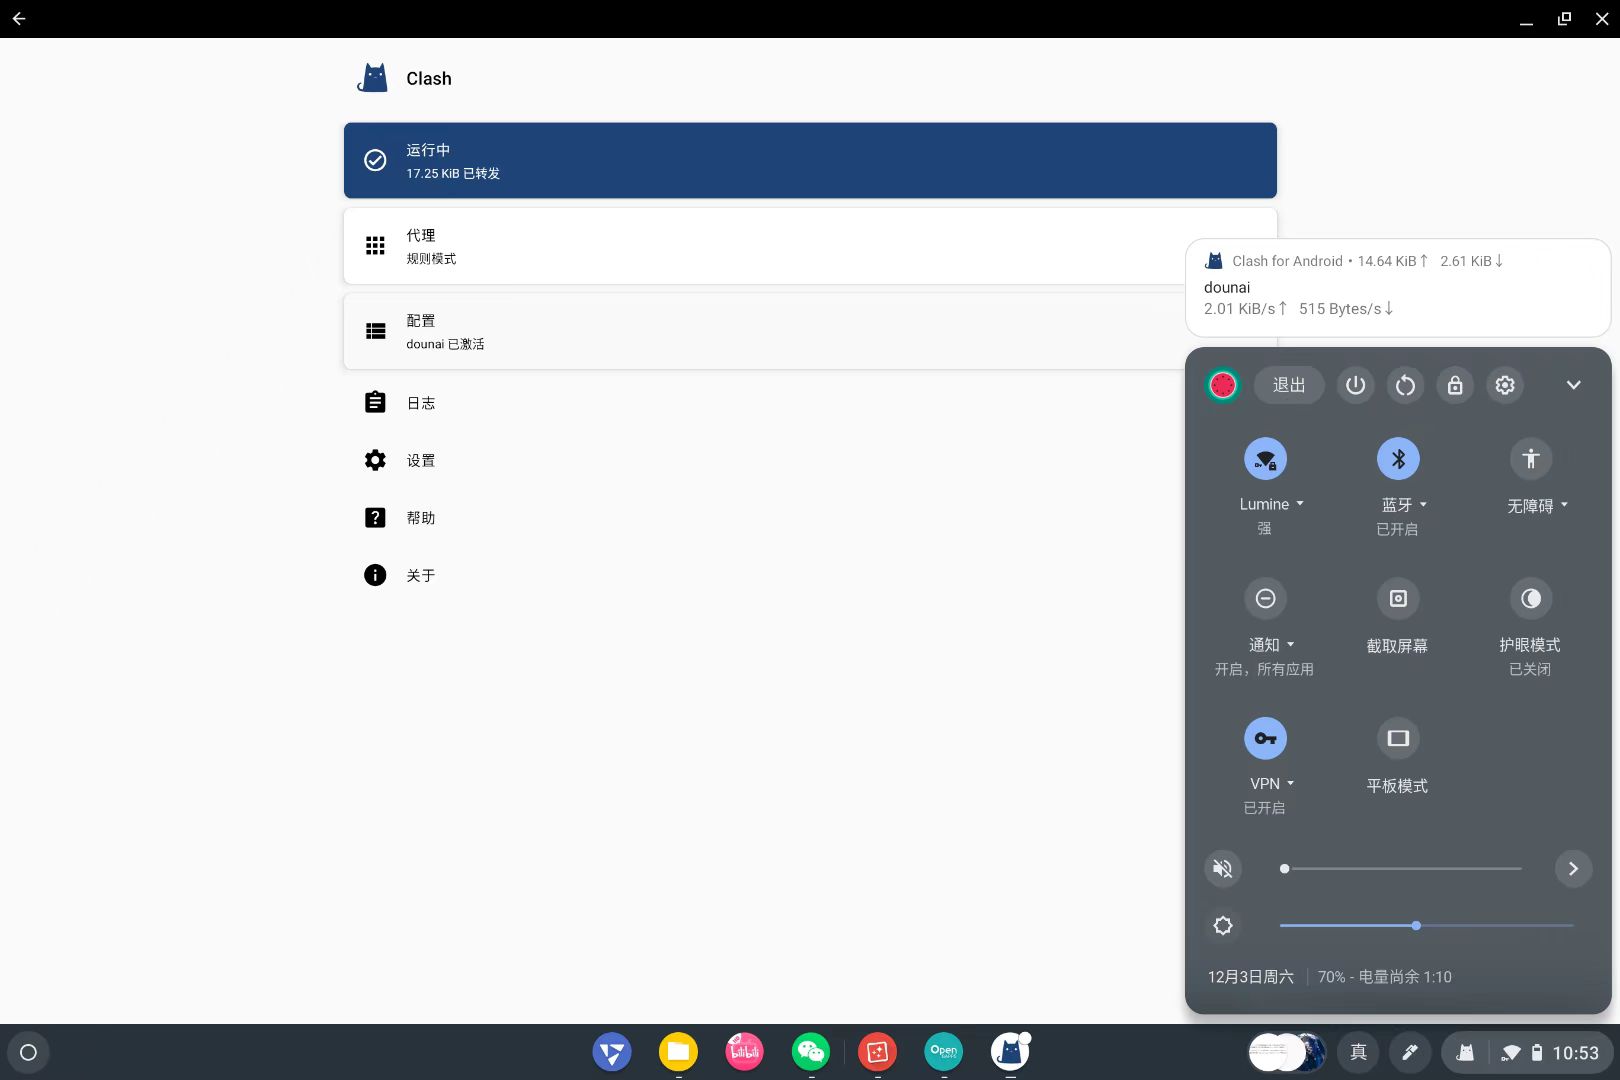 Clash
运行中
17.25 KiB 已转发
代理
规则模式
配置
dounai 已激活
日志
设置
帮助
关于
Clash for Android • 14.64 KiB↑ 2.61 KiB↓
dounai
2.01 KiB/s↑ 515 Bytes/s↓
退出
Lumine
强
蓝牙
已开启
无障碍
通知
开启，所有应用
截取屏幕
护眼模式
已关闭
VPN
已开启
平板模式
12月3日周六
70% - 电量尚余 1:10
bilibili
Open
真
10:53